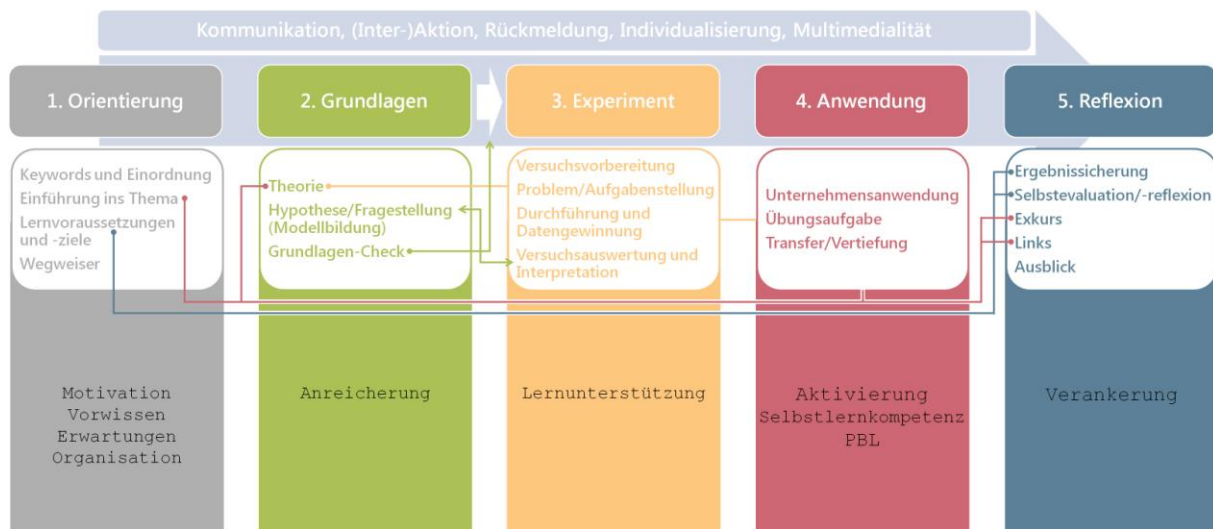 Kommunikation, (Inter-)Aktion, Rückmeldung, Individualisierung, Multimedialität
1. Orientierung
2. Grundlagen
3. Experiment
4. Anwendung
5. Reflexion
Keywords und Einordnung
Einführung ins Thema
Lernvoraussetzungen
und -ziele
Wegweiser
Theorie
Hypothese/Fragestellung
(Modellbildung)
Grundlagen-Check
Versuchsvorbereitung
Problem/Aufgabenstellung
Durchführung und
Datengewinnung
Versuchsauswertung und
Interpretation
Unternehmensanwendung
Übungsaufgabe
Transfer/Vertiefung
Ergebnissicherung
Selbstevaluation/-reflexion
Exkurs
Links
Ausblick
Motivation
Vorwissen
Erwartungen
Organisation
Anreicherung
Lernunterstützung
Aktivierung
Selbstlernkompetenz
PBL
Verankerung